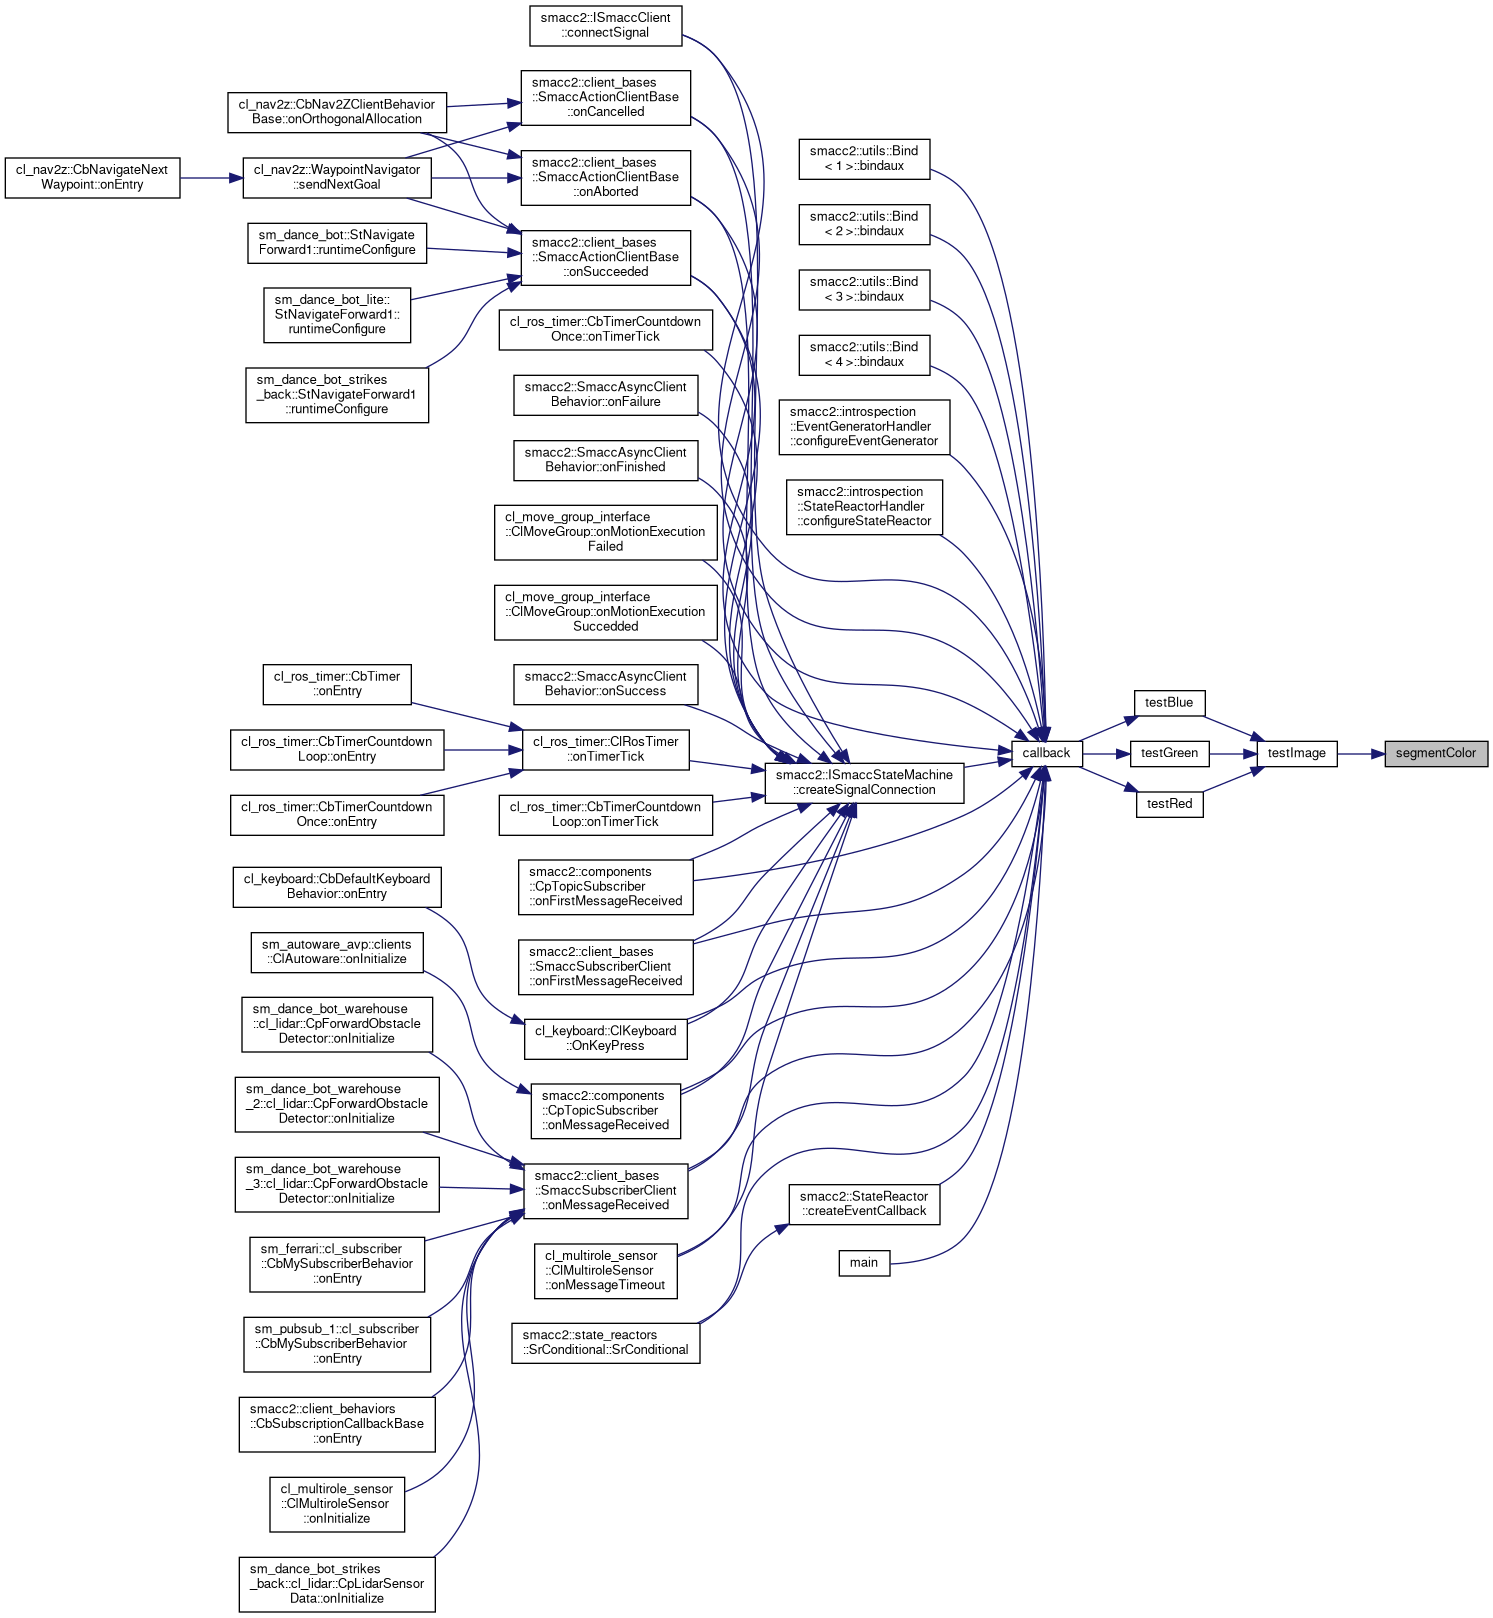 smacc2::ISmaccClient
::connectSignal
smacc2::client_bases
::SmaccActionClientBase
::onCancelled
cl_nav2z::CbNav2ZClientBehavior
Base::onOrthogonalAllocation
cl_nav2z::CbNavigateNext
Waypoint::onEntry
cl_nav2z::WaypointNavigator
::sendNextGoal
smacc2::client_bases
::SmaccActionClientBase
::onAborted
sm_dance_bot::StNavigate
Forward1::runtimeConfigure
smacc2::client_bases
::SmaccActionClientBase
::onSucceeded
sm_dance_bot_lite::
StNavigateForward1::
runtimeConfigure
cl_ros_timer::CbTimerCountdown
Once::onTimerTick
sm_dance_bot_strikes
_back::StNavigateForward1
::runtimeConfigure
smacc2::SmaccAsyncClient
Behavior::onFailure
smacc2::SmaccAsyncClient
Behavior::onFinished
cl_move_group_interface
::ClMoveGroup::onMotionExecution
Failed
cl_move_group_interface
::ClMoveGroup::onMotionExecution
Succedded
smacc2::SmaccAsyncClient
Behavior::onSuccess
cl_ros_timer::CbTimer
::onEntry
cl_ros_timer::CbTimerCountdown
Loop::onEntry
cl_ros_timer::ClRosTimer
::onTimerTick
cl_ros_timer::CbTimerCountdown
Once::onEntry
cl_ros_timer::CbTimerCountdown
Loop::onTimerTick
smacc2::components
::CpTopicSubscriber
::onFirstMessageReceived
cl_keyboard::CbDefaultKeyboard
Behavior::onEntry
smacc2::client_bases
::SmaccSubscriberClient
::onFirstMessageReceived
sm_autoware_avp::clients
::ClAutoware::onInitialize
cl_keyboard::ClKeyboard
::OnKeyPress
sm_dance_bot_warehouse
::cl_lidar::CpForwardObstacle
Detector::onInitialize
smacc2::components
::CpTopicSubscriber
::onMessageReceived
sm_dance_bot_warehouse
_2::cl_lidar::CpForwardObstacle
Detector::onInitialize
sm_dance_bot_warehouse
_3::cl_lidar::CpForwardObstacle
Detector::onInitialize
smacc2::client_bases
::SmaccSubscriberClient
::onMessageReceived
sm_ferrari::cl_subscriber
::CbMySubscriberBehavior
::onEntry
cl_multirole_sensor
::ClMultiroleSensor
::onMessageTimeout
sm_pubsub_1::cl_subscriber
::CbMySubscriberBehavior
::onEntry
smacc2::state_reactors
::SrConditional::SrConditional
smacc2::client_behaviors
::CbSubscriptionCallbackBase
::onEntry
cl_multirole_sensor
::ClMultiroleSensor
::onInitialize
sm_dance_bot_strikes
_back::cl_lidar::CpLidarSensor
Data::onInitialize
smacc2::utils::Bind
< 1 >::bindaux
smacc2::utils::Bind
< 2 >::bindaux
smacc2::utils::Bind
< 3 >::bindaux
smacc2::utils::Bind
< 4 >::bindaux
smacc2::introspection
::EventGeneratorHandler
::configureEventGenerator
smacc2::introspection
::StateReactorHandler
::configureStateReactor
smacc2::ISmaccStateMachine
::createSignalConnection
smacc2::StateReactor
::createEventCallback
main
callback
testBlue
testGreen
testRed
testImage
segmentColor